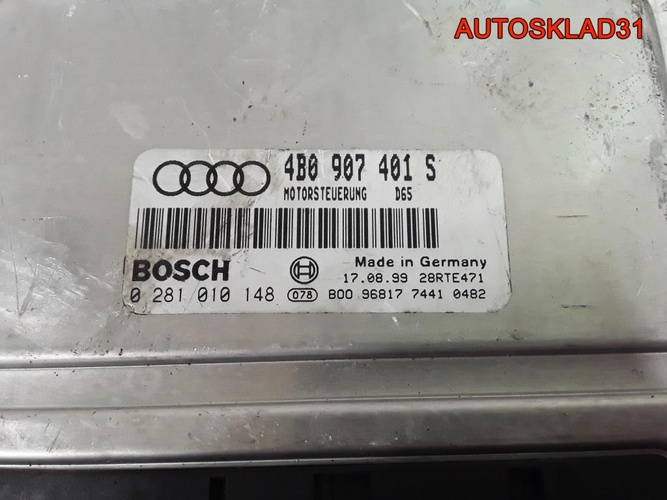 AUTOSKLAD31
4B0 907 401 S
MOTORSTEUERUNG D65
BOSCH
Made in Germany
17.08.99 28RTE471
0 281 010 148 078 B00 96817 7441 0482